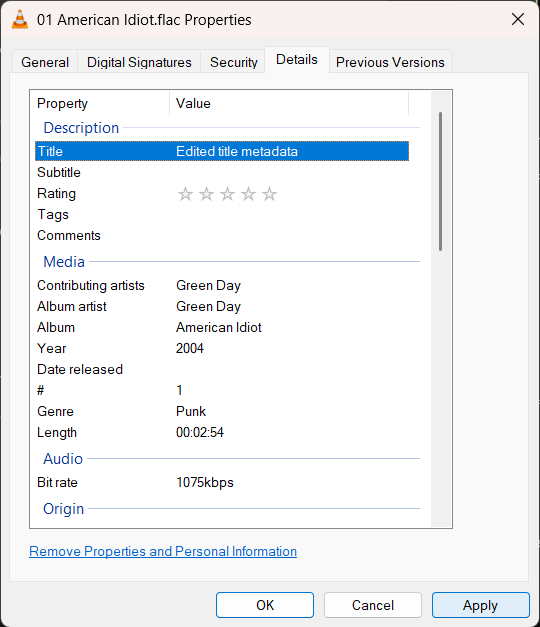 01 American Idiot.flac Properties
General Digital Signatures Security Details Previous Versions
Property Value
Description
Title Edited title metadata
Subtitle
Rating
Tags
Comments
Media
Contributing artists Green Day
Album artist Green Day
Album American Idiot
Year 2004
Date released
# 1
Genre Punk
Length 00:02:54
Audio
Bit rate 1075kbps
Origin
Remove Properties and Personal Information
OK Cancel Apply